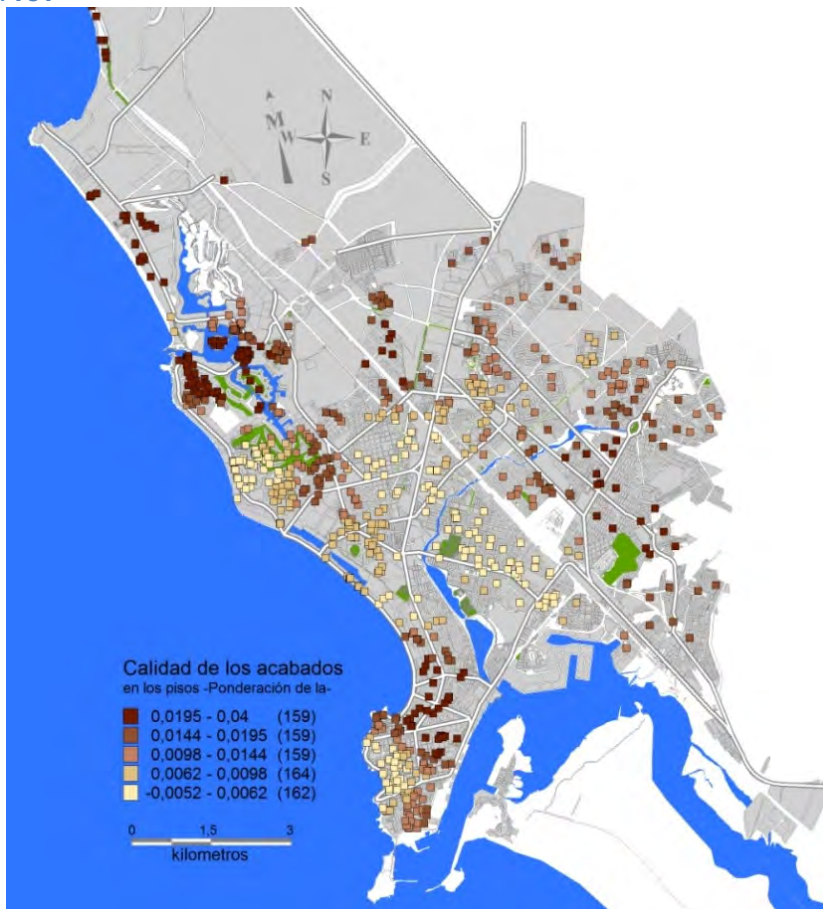 N
M
W
E
S
Calidad de los acabados
en los pisos -Ponderación de la-
0,0195 - 0,04 (159)
0,0144 - 0,0195 (159)
0,0098 - 0,0144 (159)
0,0062 - 0,0098 (164)
-0,0052 - 0,0062 (162)
0 1,5 3
kilometros